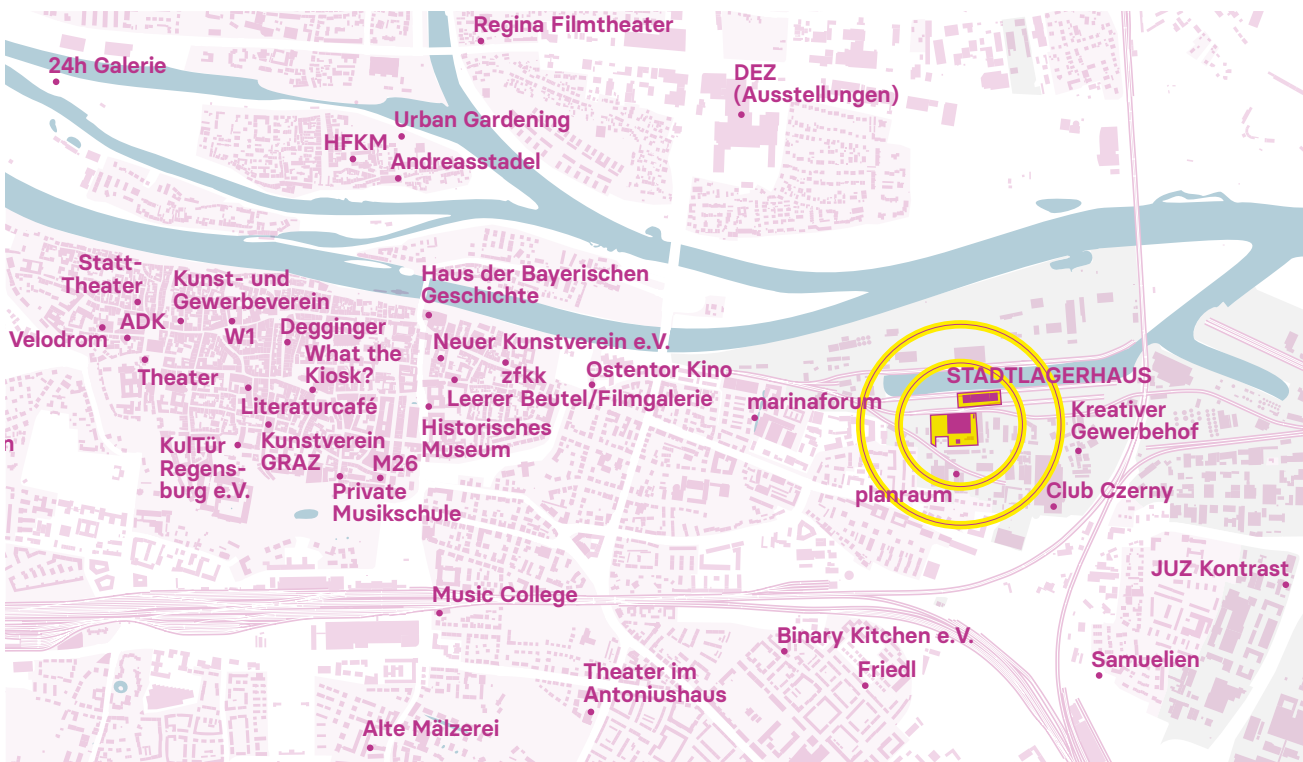 Regina Filmtheater
24h Galerie
DEZ
(Ausstellungen)
Urban Gardening
HFKM
Andreasstadel
Statt-
Theater
Kunst- und
Gewerbeverein
Haus der Bayerischen
Geschichte
ADK
W1
Degginger
Velodrom
What the
Kiosk?
Neuer Kunstverein e.V.
zfkk
Ostentor Kino
Theater
Leerer Beutel/Filmgalerie
STADTLAGERHAUS
marinaforum
Literaturcafé
Kreativer
Gewerbehof
Historisches
Museum
KulTür
Regens-
burg e.V.
Kunstverein
GRAZ
M26
Private
Musikschule
planraum
Club Czerny
JUZ Kontrast
Music College
Binary Kitchen e.V.
Friedl
Samuelien
Theater im
Antoniushaus
Alte Mälzerei